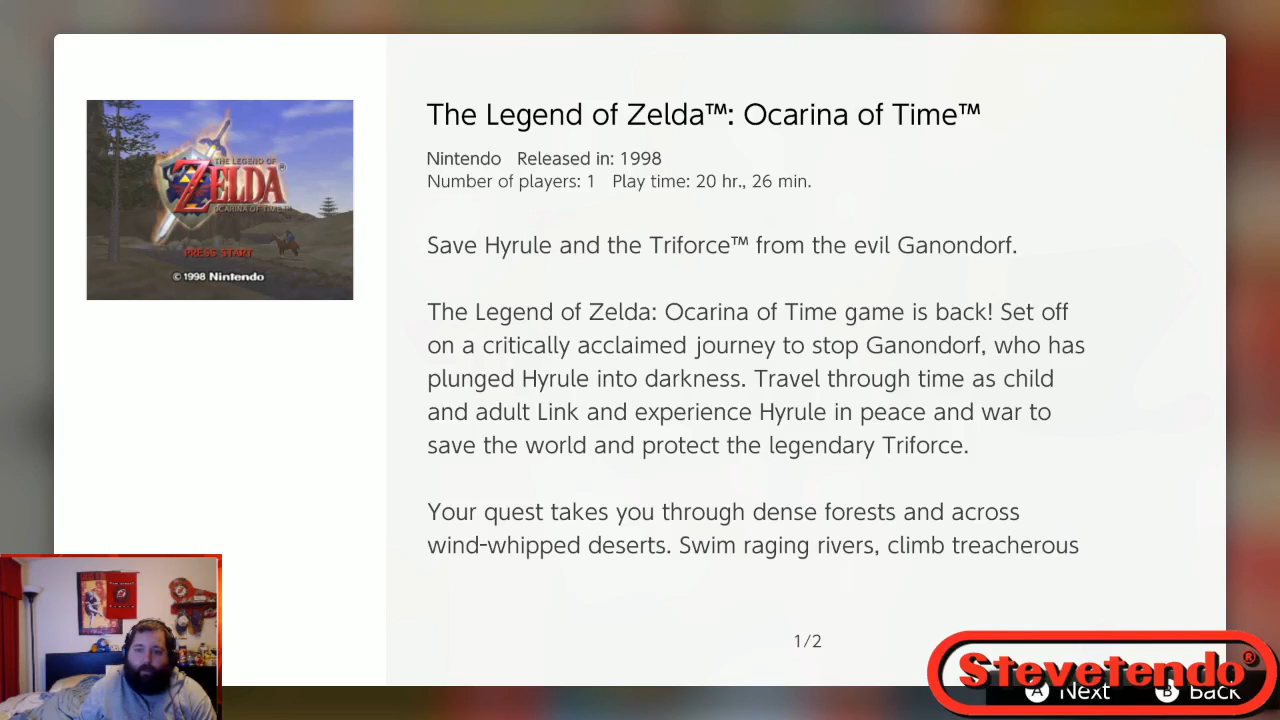 The Legend of Zelda™: Ocarina of Time™
Nintendo Released in: 1998
Number of players: 1 Play time: 20 hr., 26 min.
THE LEGEND OF
ZELDA®
OCARINA OF TIME™
PRESS START
© 1998 Nintendo
Save Hyrule and the Triforce™ from the evil Ganondorf.
The Legend of Zelda: Ocarina of Time game is back! Set off
on a critically acclaimed journey to stop Ganondorf, who has
plunged Hyrule into darkness. Travel through time as child
and adult Link and experience Hyrule in peace and war to
save the world and protect the legendary Triforce.
Your quest takes you through dense forests and across
wind-whipped deserts. Swim raging rivers, climb treacherous
1/2
Stevetendo®
A Next B Back